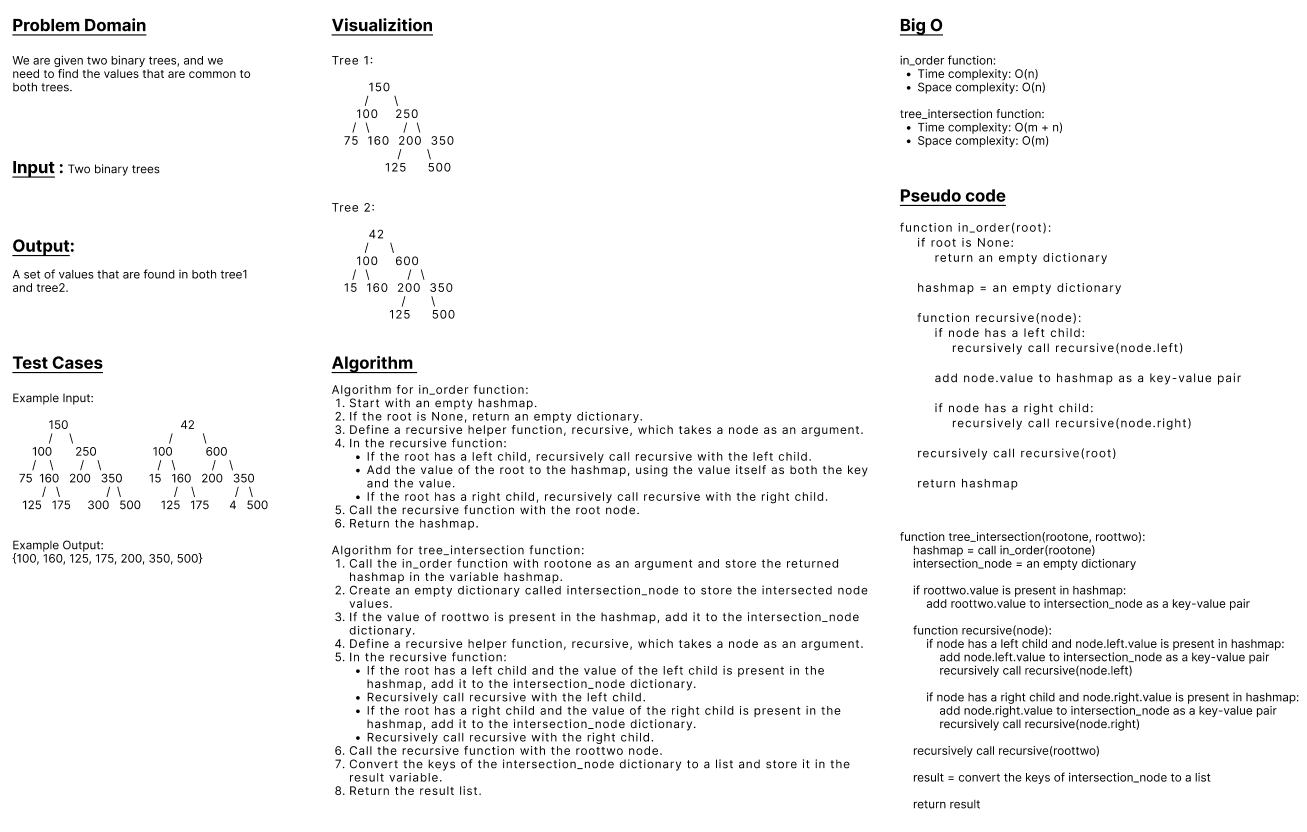 Problem Domain
We are given two binary trees, and we
need to find the values that are common to
both trees.
Input : Two binary trees
Output:
A set of values that are found in both tree1
and tree2.
Test Cases
Example Input:
150 42
/ \ / \
100 250 100 600
/ \ / \ / \ / \
75 160 200 350 15 160 200 350
/ \ / \ / \ / \
125 175 300 500 125 175 4 500
Example Output:
{100, 160, 125, 175, 200, 350, 500}
Visualizition
Tree 1:
150
/ \
100 250
/ \ / \
75 160 200 350
/ \
125 500
Tree 2:
42
/ \
100 600
/ \ / \
15 160 200 350
/ \
125 500
Algorithm
Algorithm for in_order function:
1. Start with an empty hashmap.
2. If the root is None, return an empty dictionary.
3. Define a recursive helper function, recursive, which takes a node as an argument.
4. In the recursive function:
• If the root has a left child, recursively call recursive with the left child.
• Add the value of the root to the hashmap, using the value itself as both the key
and the value.
• If the root has a right child, recursively call recursive with the right child.
5. Call the recursive function with the root node.
6. Return the hashmap.
Algorithm for tree_intersection function:
1. Call the in_order function with rootone as an argument and store the returned
hashmap in the variable hashmap.
2. Create an empty dictionary called intersection_node to store the intersected node
values.
3. If the value of roottwo is present in the hashmap, add it to the intersection_node
dictionary.
4. Define a recursive helper function, recursive, which takes a node as an argument.
5. In the recursive function:
• If the root has a left child and the value of the left child is present in the
hashmap, add it to the intersection_node dictionary.
• Recursively call recursive with the left child.
• If the root has a right child and the value of the right child is present in the
hashmap, add it to the intersection_node dictionary.
• Recursively call recursive with the right child.
6. Call the recursive function with the roottwo node.
7. Convert the keys of the intersection_node dictionary to a list and store it in the
result variable.
8. Return the result list.
Big O
in_order function:
• Time complexity: O(n)
• Space complexity: O(n)
tree_intersection function:
• Time complexity: O(m + n)
• Space complexity: O(m)
Pseudo code
function in_order(root):
if root is None:
return an empty dictionary
hashmap = an empty dictionary
function recursive(node):
if node has a left child:
recursively call recursive(node.left)
add node.value to hashmap as a key-value pair
if node has a right child:
recursively call recursive(node.right)
recursively call recursive(root)
return hashmap
function tree_intersection(rootone, roottwo):
hashmap = call in_order(rootone)
intersection_node = an empty dictionary
if roottwo.value is present in hashmap:
add roottwo.value to intersection_node as a key-value pair
function recursive(node):
if node has a left child and node.left.value is present in hashmap:
add node.left.value to intersection_node as a key-value pair
recursively call recursive(node.left)
if node has a right child and node.right.value is present in hashmap:
add node.right.value to intersection_node as a key-value pair
recursively call recursive(node.right)
recursively call recursive(roottwo)
result = convert the keys of intersection_node to a list
return result